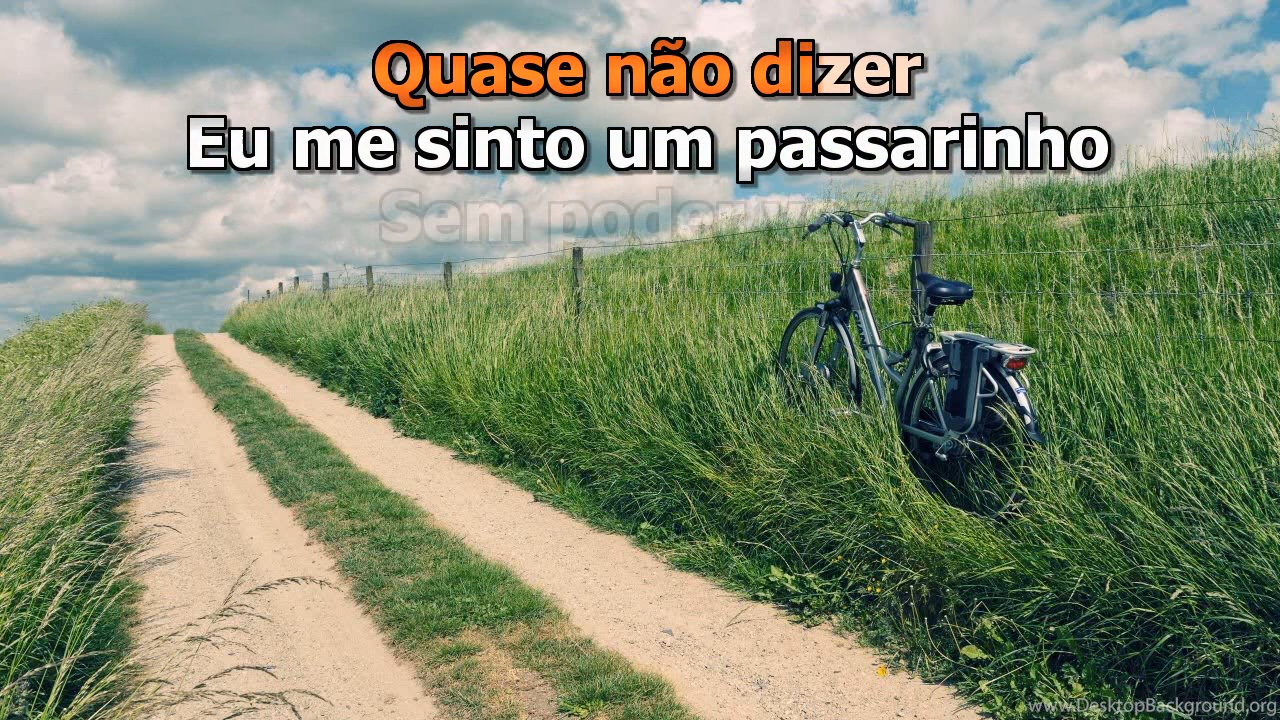 Quase não dizer
Eu me sinto um passarinho
Sem poder
www.DesktopBackground.org